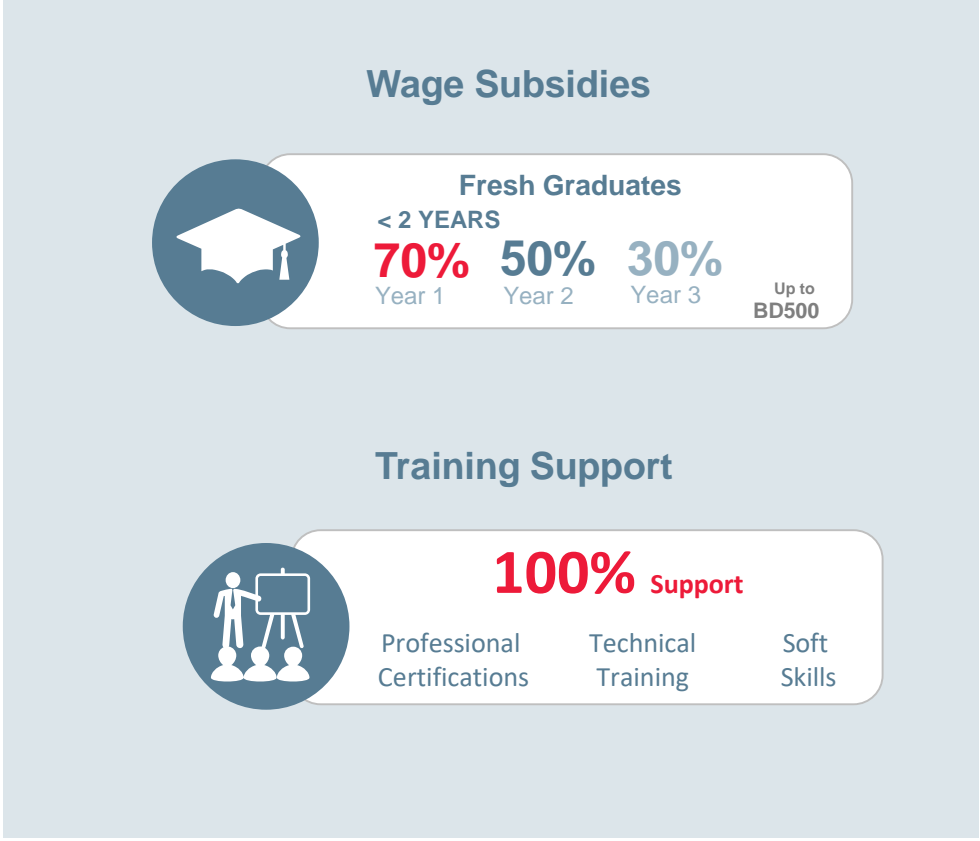 Wage Subsidies
Fresh Graduates
< 2 YEARS
70% 50% 30%
Year 1 Year 2 Year 3
Up to
BD500
Training Support
100% Support
Professional Technical Soft
Certifications Training Skills